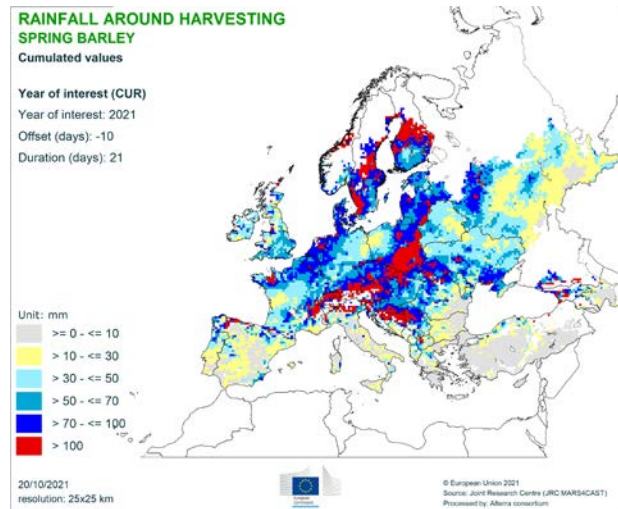 RAINFALL AROUND HARVESTING
SPRING BARLEY
Cumulated values
Year of interest (CUR)
Year of interest: 2021
Offset (days): -10
Duration (days): 21
Unit: mm
>= 0 - <= 10
> 10 - <= 30
> 30 - <= 50
> 50 - <= 70
> 70 - <= 100
> 100
20/10/2021
resolution: 25x25 km
© European Union 2021
Source: Joint Research Centre (JRC MARS4CAST)
Processed by: Alterra consortium